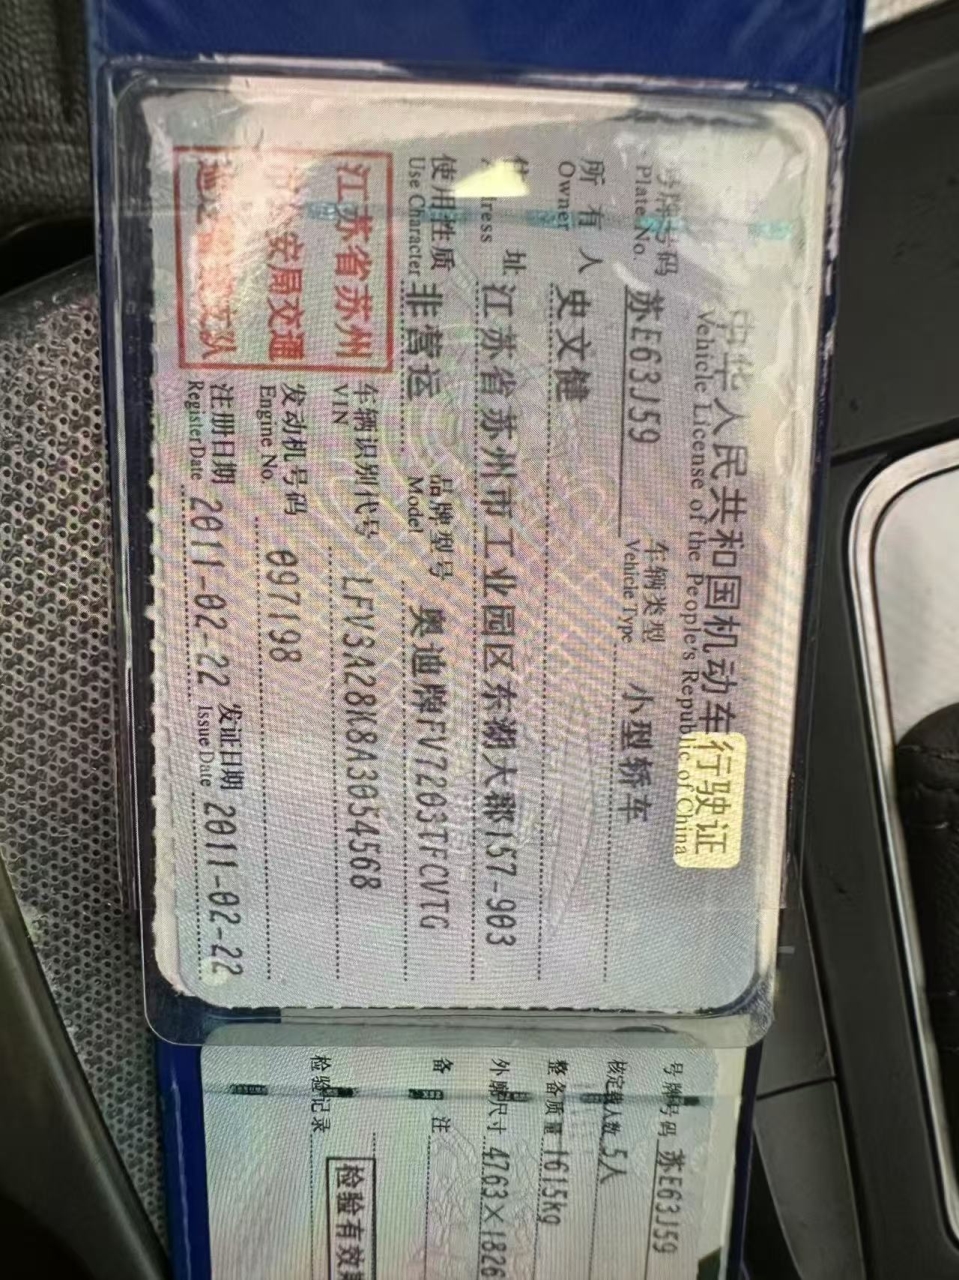 中华人民共和国机动车行驶证
Vehicle License of the People's Republic of China
号牌号码 苏E63J59 车辆类型 小型轿车
Plate No. Vehicle Type
所有人 史文健
Owner
住址 江苏省苏州市工业园区东湖大郡157-903
使用性质 非营运 品牌型号 奥迪牌FV7203TFCVTG
Use Character Model
江苏省苏州
安局交通
车辆识别代号 LFV3A28K8A3054568
VIN
发动机号码 097198
Engine No.
注册日期 2011-02-22 发证日期 2011-02-22
Register Date Issue Date
号牌号码 苏E63J59
核定载人数 5人
整备质量 1615kg
外廓尺寸 4763×1826
备注
检验记录
检验有效